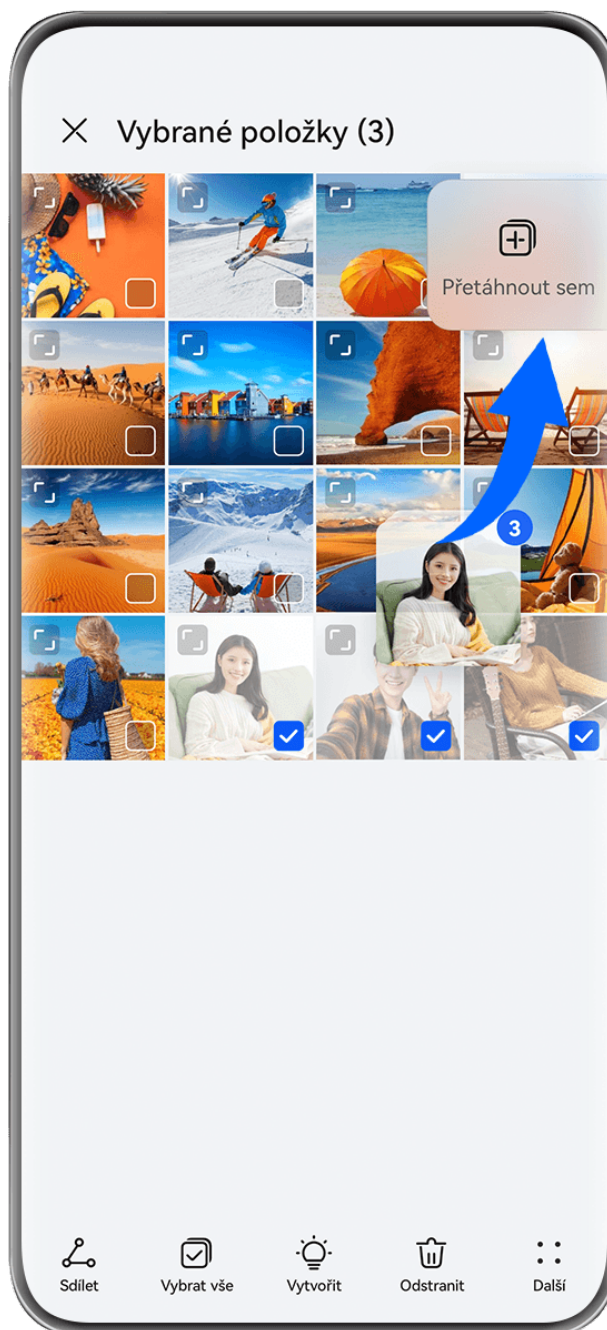 Vybrané položky (3)
Přetáhnout sem
3
Sdílet
Vybrat vše
Vytvořit
Odstranit
Další